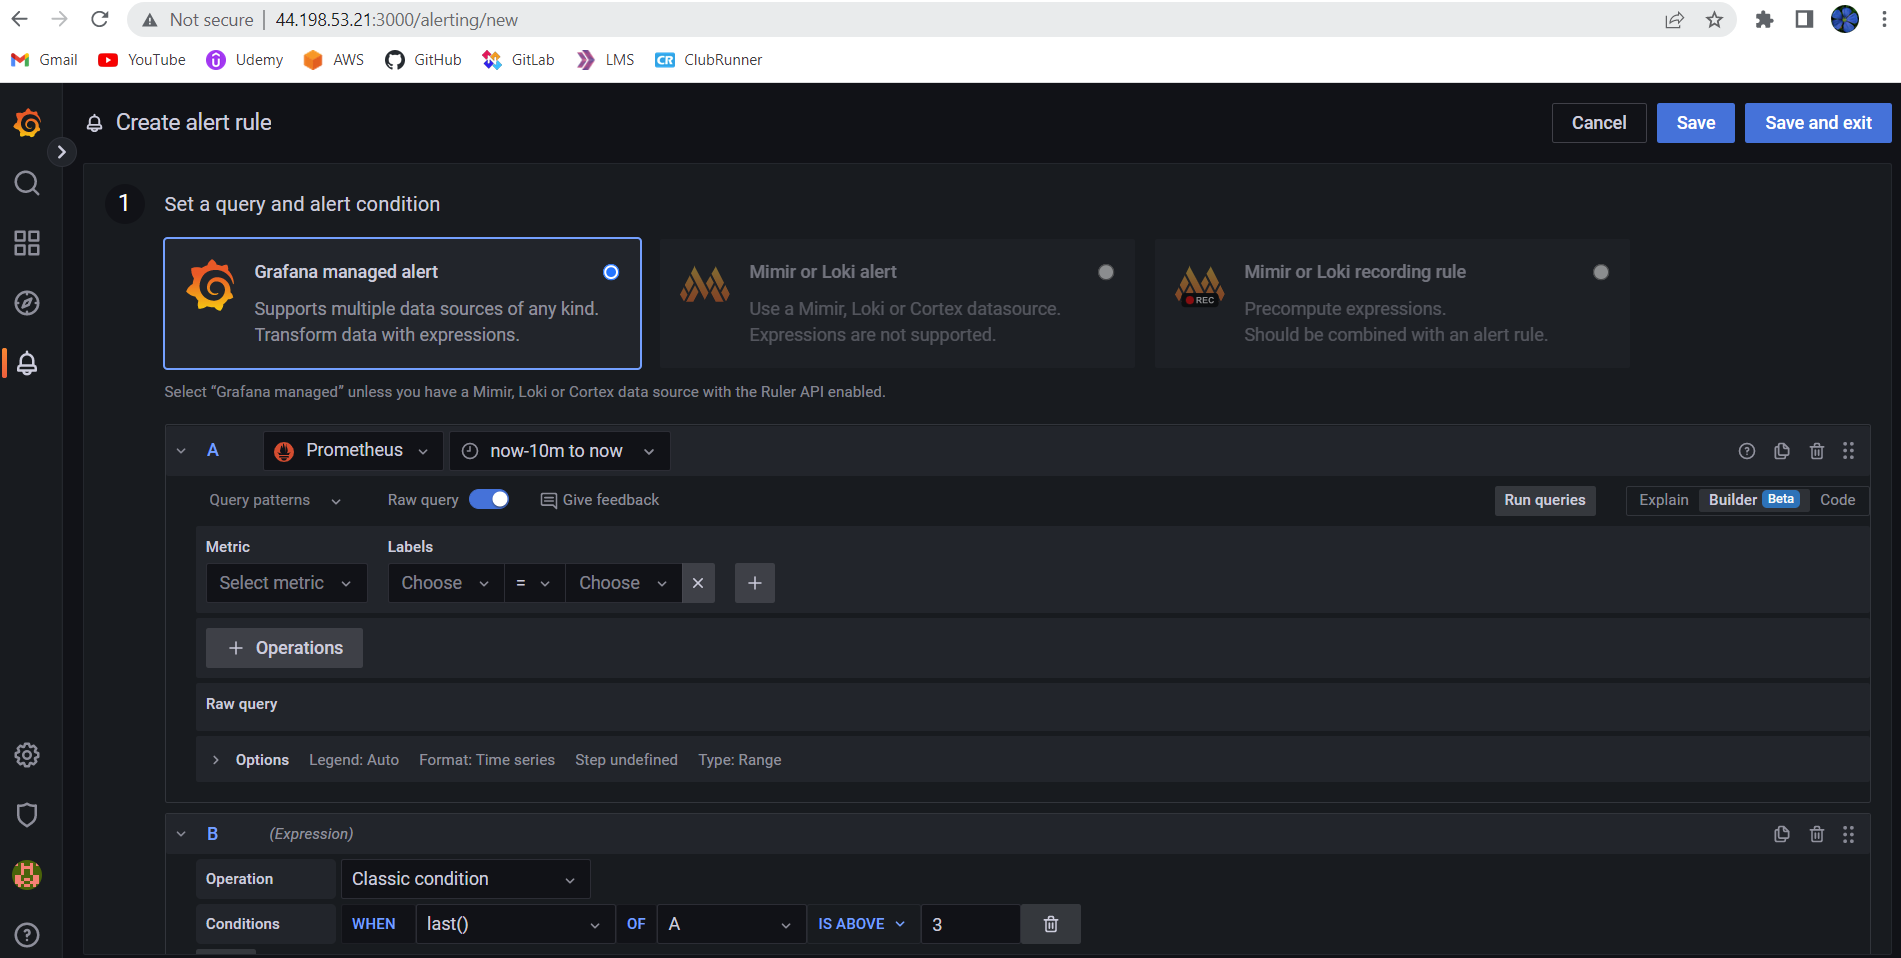 Not secure | 44.198.53.21:3000/alerting/new
Gmail YouTube Udemy AWS GitHub GitLab LMS CR ClubRunner
Create alert rule Cancel Save Save and exit
1 Set a query and alert condition
Grafana managed alert Mimir or Loki alert Mimir or Loki recording rule
Supports multiple data sources of any kind. Use a Mimir, Loki or Cortex datasource. REC Precompute expressions.
Transform data with expressions. Expressions are not supported. Should be combined with an alert rule.
Select “Grafana managed” unless you have a Mimir, Loki or Cortex data source with the Ruler API enabled.
A Prometheus now-10m to now
Query patterns Raw query Give feedback Run queries Explain Builder Beta Code
Metric Labels
Select metric Choose = Choose
+ Operations
Raw query
Options Legend: Auto Format: Time series Step undefined Type: Range
B (Expression)
Operation Classic condition
Conditions WHEN last() OF A IS ABOVE 3